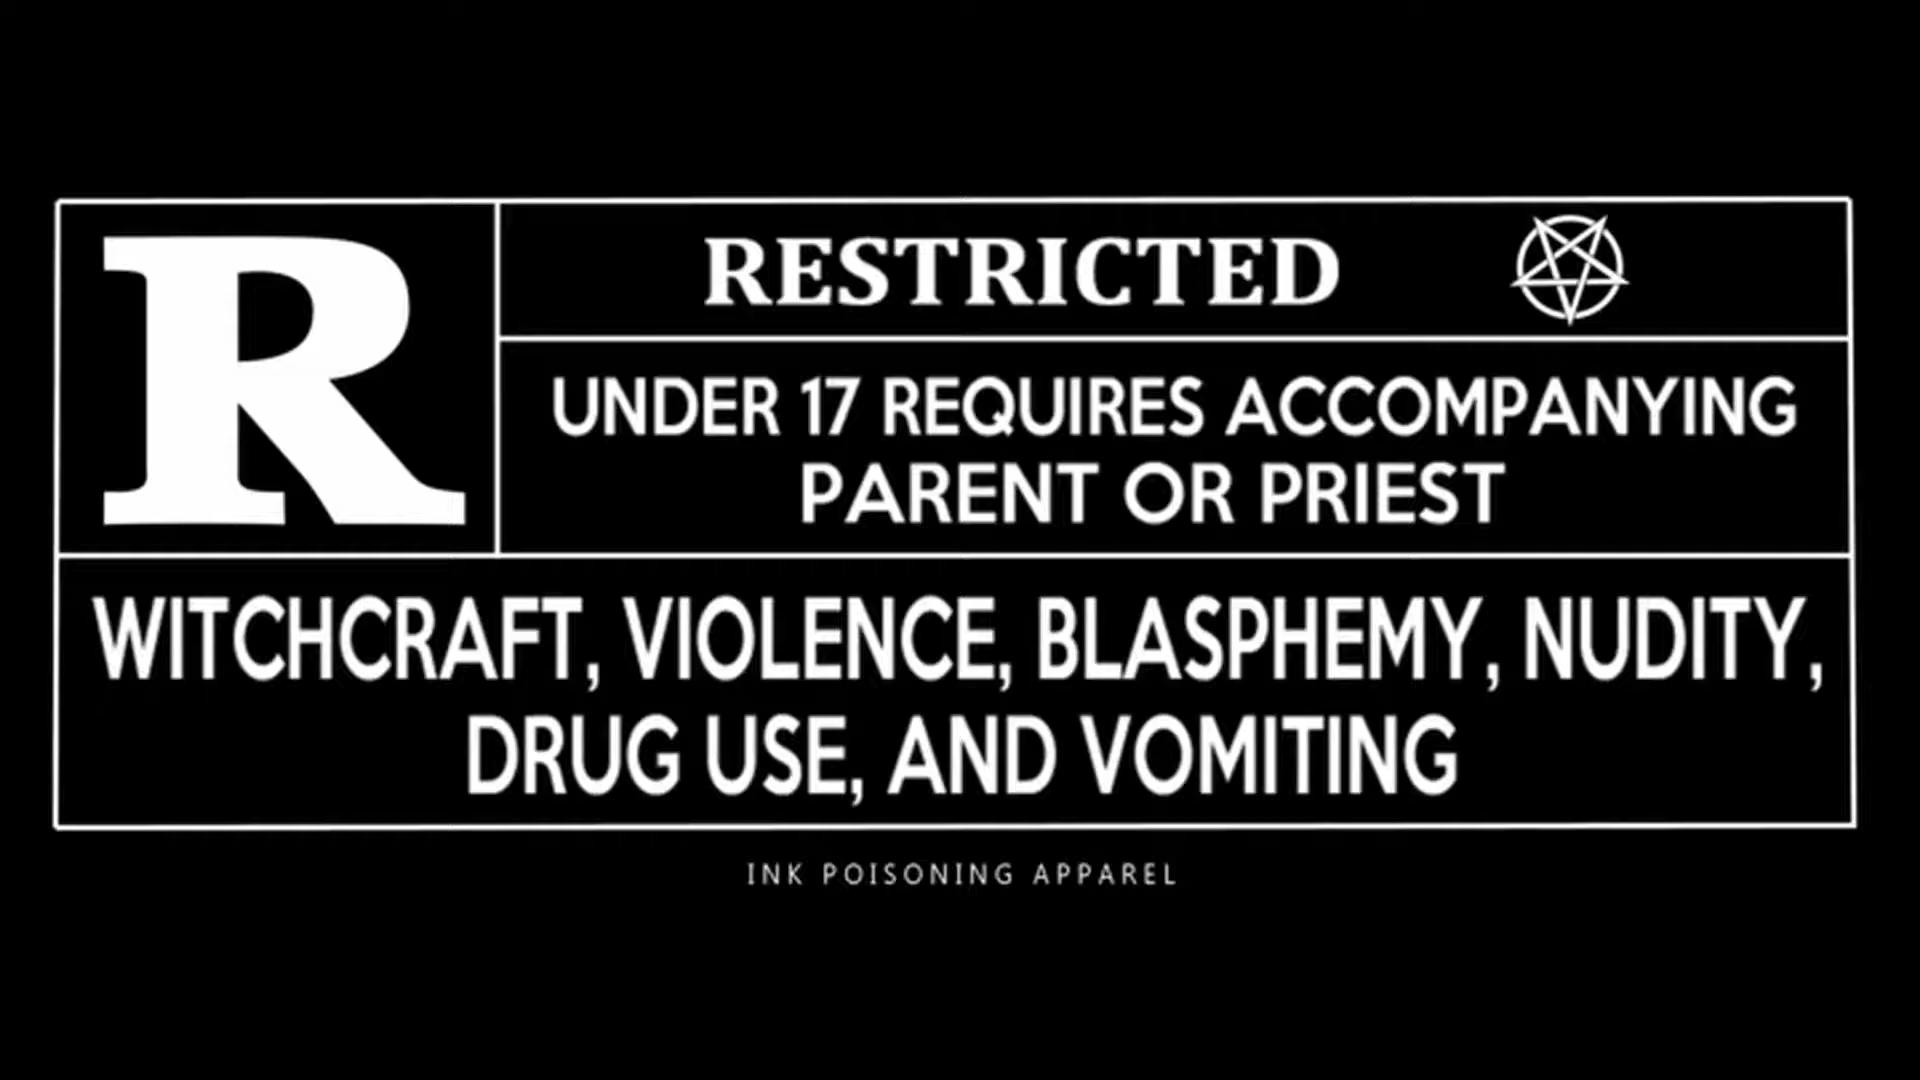 R
RESTRICTED
UNDER 17 REQUIRES ACCOMPANYING
PARENT OR PRIEST
WITCHCRAFT, VIOLENCE, BLASPHEMY, NUDITY,
DRUG USE, AND VOMITING
INK POISONING APPAREL